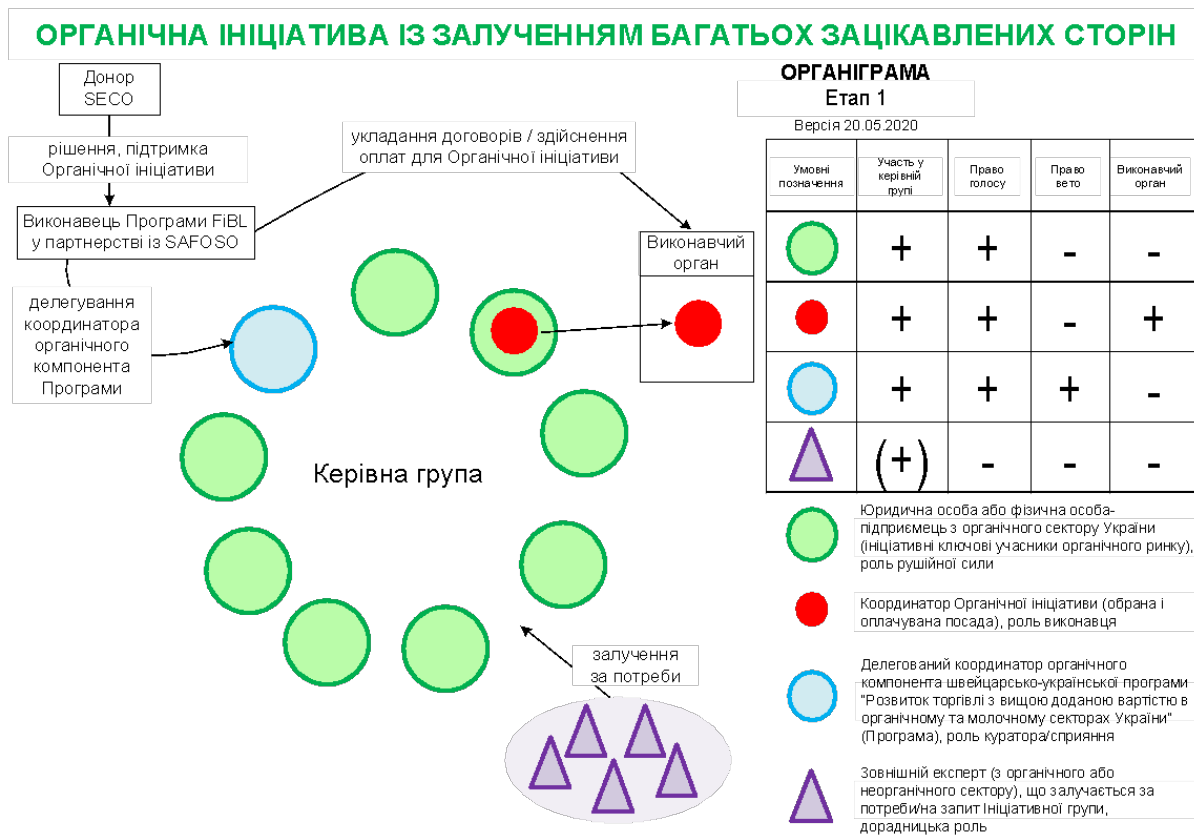 ОРГАНІЧНА ІНІЦІАТИВА ІЗ ЗАЛУЧЕННЯМ БАГАТЬОХ ЗАЦІКАВЛЕНИХ СТОРІН
Донор
SECO
рішення, підтримка
Органічної ініціативи
Виконавець Програми FiBL
у партнерстві із SAFOSO
делегування
координатора
органічного
компонента
Програми
укладання договорів / здійснення
оплат для Органічної ініціативи
Виконавчий
орган
Керівна група
залучення
за потреби
ОРГАНІГРАМА
Етап 1
Версія 20.05.2020
Умовні
позначення
Участь у
керівній
групі
Право
голосу
Право
вето
Виконавчий
орган
+ + - -
+ + - +
+ + + -
(+) - - -
Юридична особа або фізична особа-
підприємець з органічного сектору України
(ініціативні ключові учасники органічного ринку),
роль рушійної сили
Координатор Органічної ініціативи (обрана і
оплачувана посада), роль виконавця
Делегований координатор органічного
компонента швейцарсько-української програми
"Розвиток торгівлі з вищою доданою вартістю в
органічному та молочному секторах України"
(Програма), роль куратора/сприяння
Зовнішній експерт (з органічного або
неорганічного сектору), що залучається за
потреби/на запит Ініціативної групи,
дорадницька роль